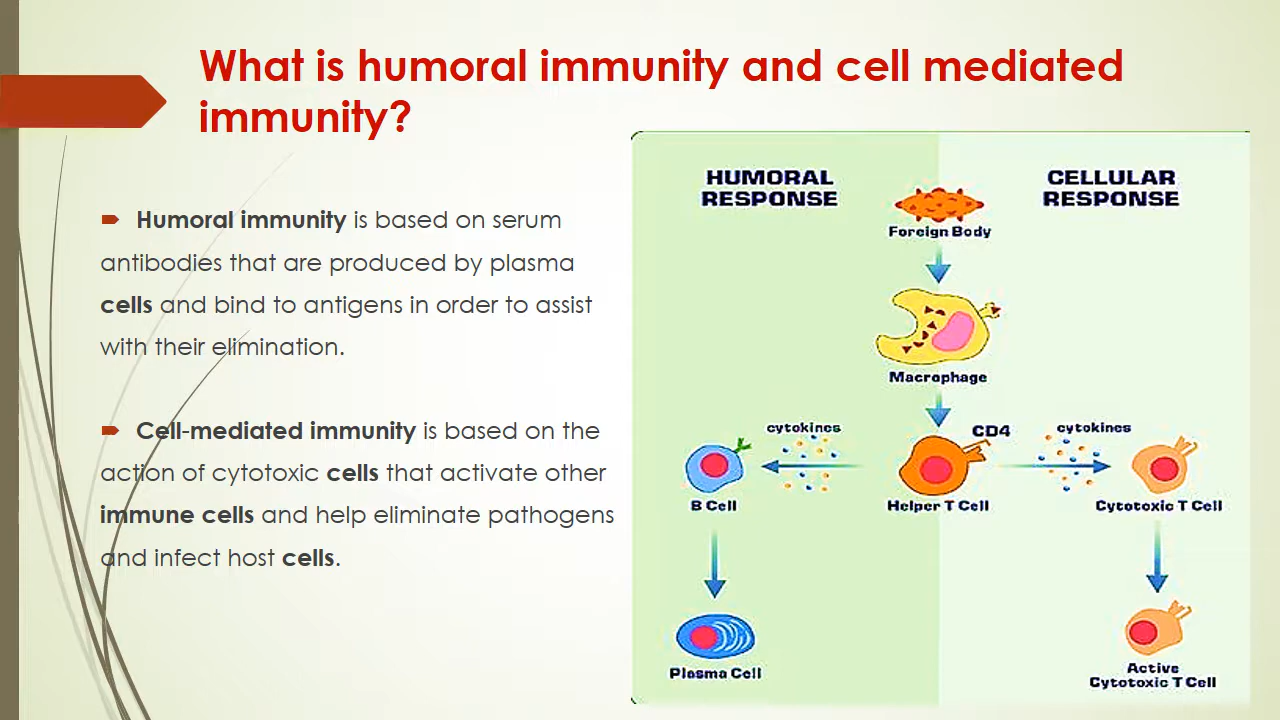 What is humoral immunity and cell mediated
immunity?
Humoral immunity is based on serum
antibodies that are produced by plasma
cells and bind to antigens in order to assist
with their elimination.
Cell-mediated immunity is based on the
action of cytotoxic cells that activate other
immune cells and help eliminate pathogens
and infect host cells.
HUMORAL
RESPONSE
CELLULAR
RESPONSE
Foreign Body
Macrophage
cytokines
CD4
cytokines
B Cell
Helper T Cell
Cytotoxic T Cell
Plasma Cell
Active
Cytotoxic T Cell